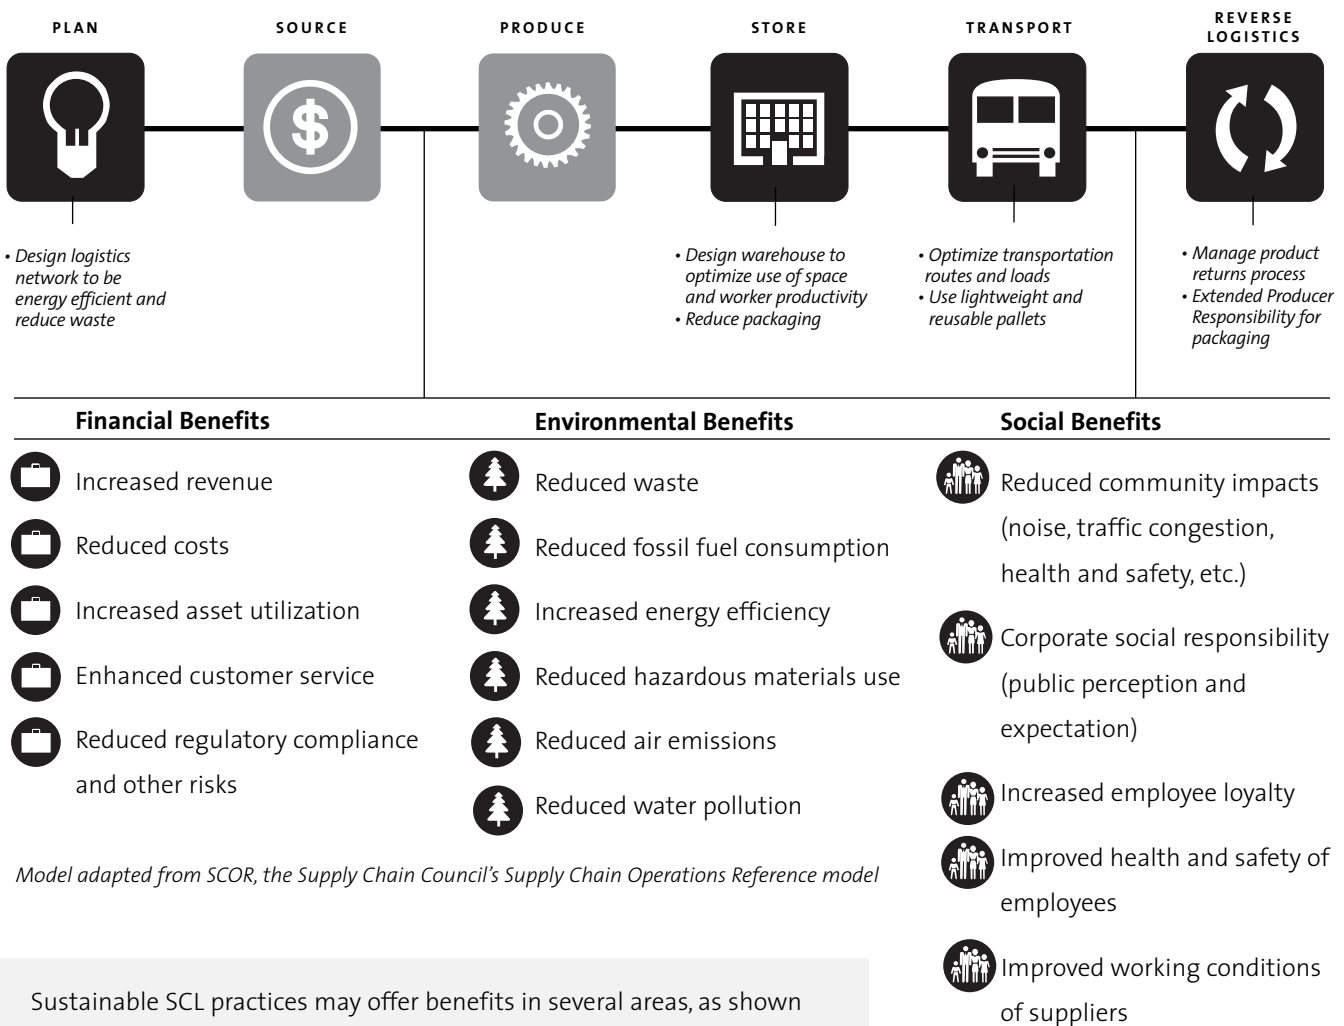 PLAN
SOURCE
PRODUCE
STORE
TRANSPORT
REVERSE
LOGISTICS
$
• Design logistics
network to be
energy efficient and
reduce waste
• Design warehouse to
optimize use of space
and worker productivity
• Reduce packaging
• Optimize transportation
routes and loads
• Use lightweight and
reusable pallets
• Manage product
returns process
• Extended Producer
Responsibility for
packaging
Financial Benefits
Increased revenue
Reduced costs
Increased asset utilization
Enhanced customer service
Reduced regulatory compliance
and other risks
Environmental Benefits
Reduced waste
Reduced fossil fuel consumption
Increased energy efficiency
Reduced hazardous materials use
Reduced air emissions
Reduced water pollution
Social Benefits
Reduced community impacts
(noise, traffic congestion,
health and safety, etc.)
Corporate social responsibility
(public perception and
expectation)
Increased employee loyalty
Improved health and safety of
employees
Improved working conditions
of suppliers
Model adapted from SCOR, the Supply Chain Council's Supply Chain Operations Reference model
Sustainable SCL practices may offer benefits in several areas, as shown